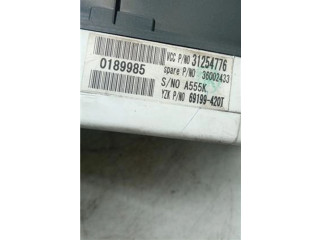 VCC P/NO 31254776
0189985
spare P/NO 36002433
S/NO A555K
YZK P/NO 69199-420T